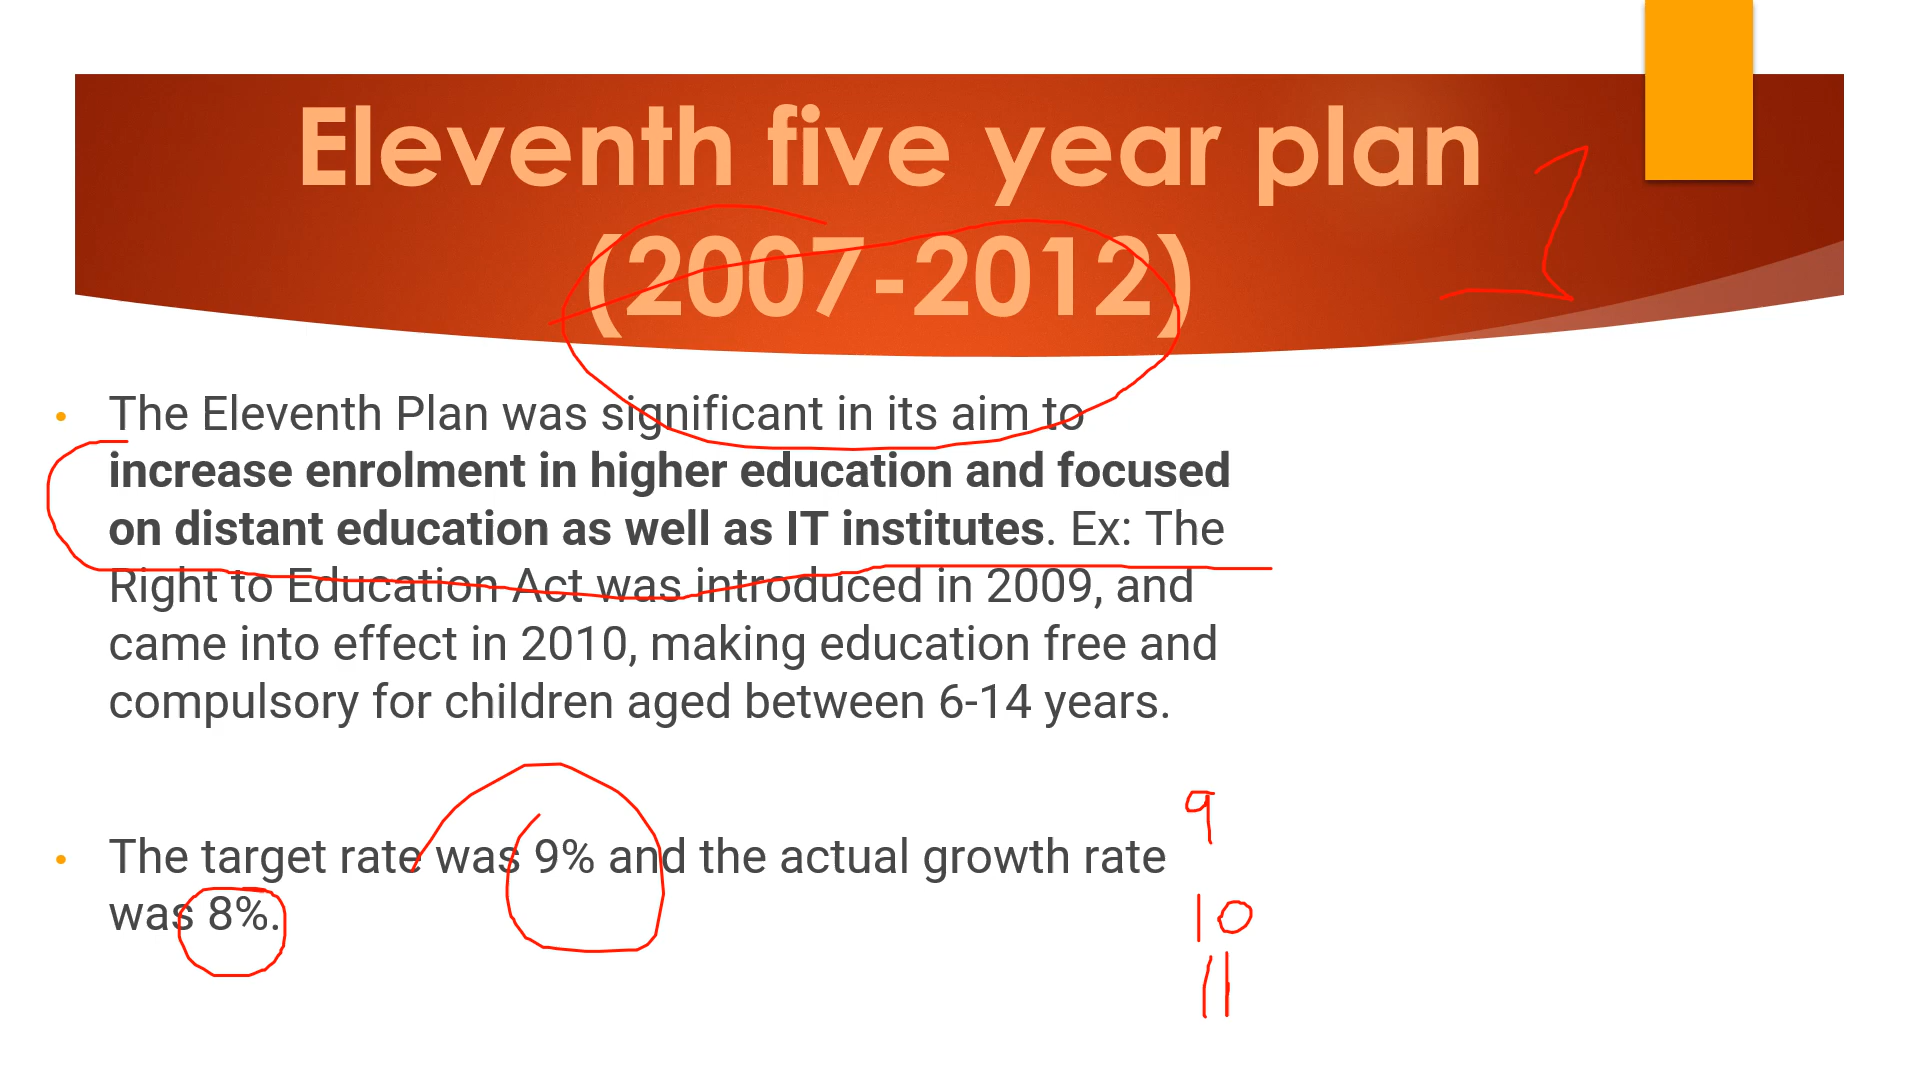 Eleventh five year plan
(2007-2012)
1
• The Eleventh Plan was significant in its aim to
increase enrolment in higher education and focused
on distant education as well as IT institutes. Ex: The
Right to Education Act was introduced in 2009, and
came into effect in 2010, making education free and
compulsory for children aged between 6-14 years.
• The target rate was 9% and the actual growth rate
was 8%.
9
10
11